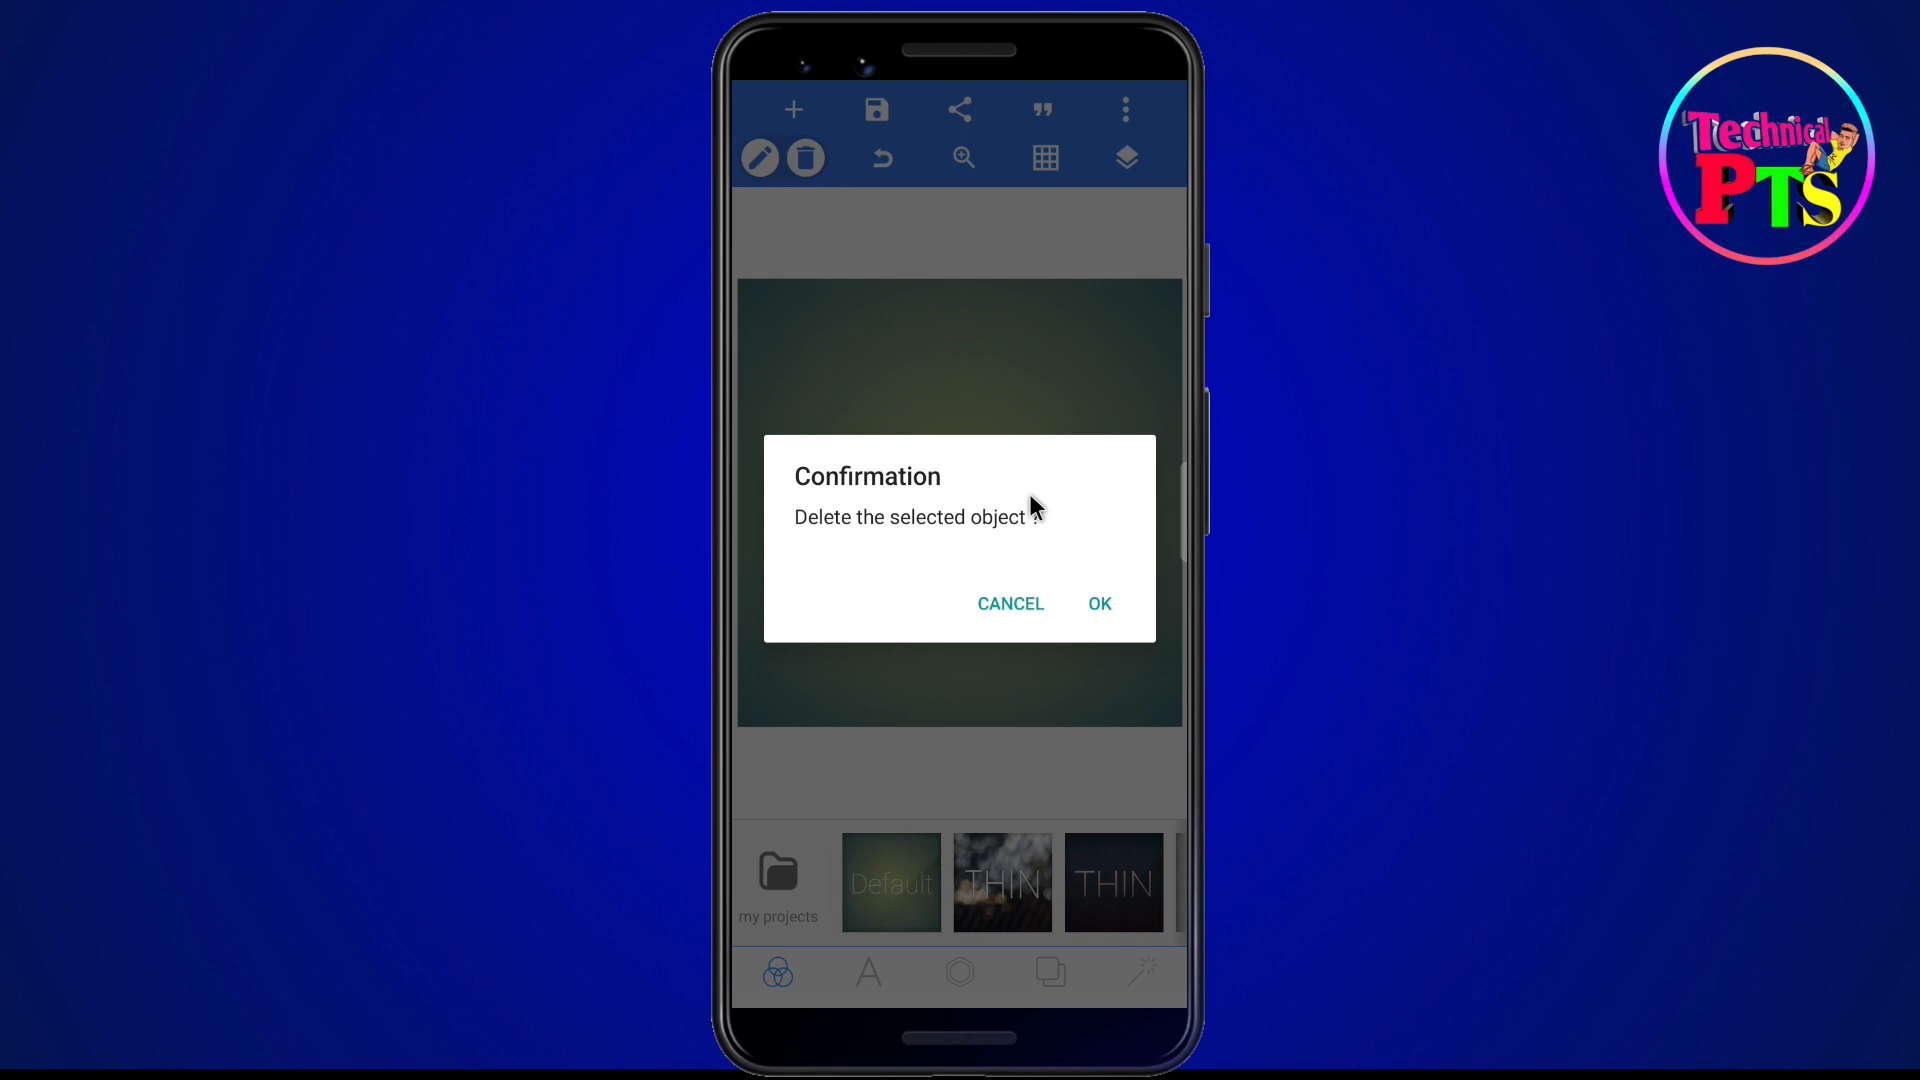 Technical
PTS
Confirmation
Delete the selected object ?
CANCEL OK
my projects
Default
THIN
THIN